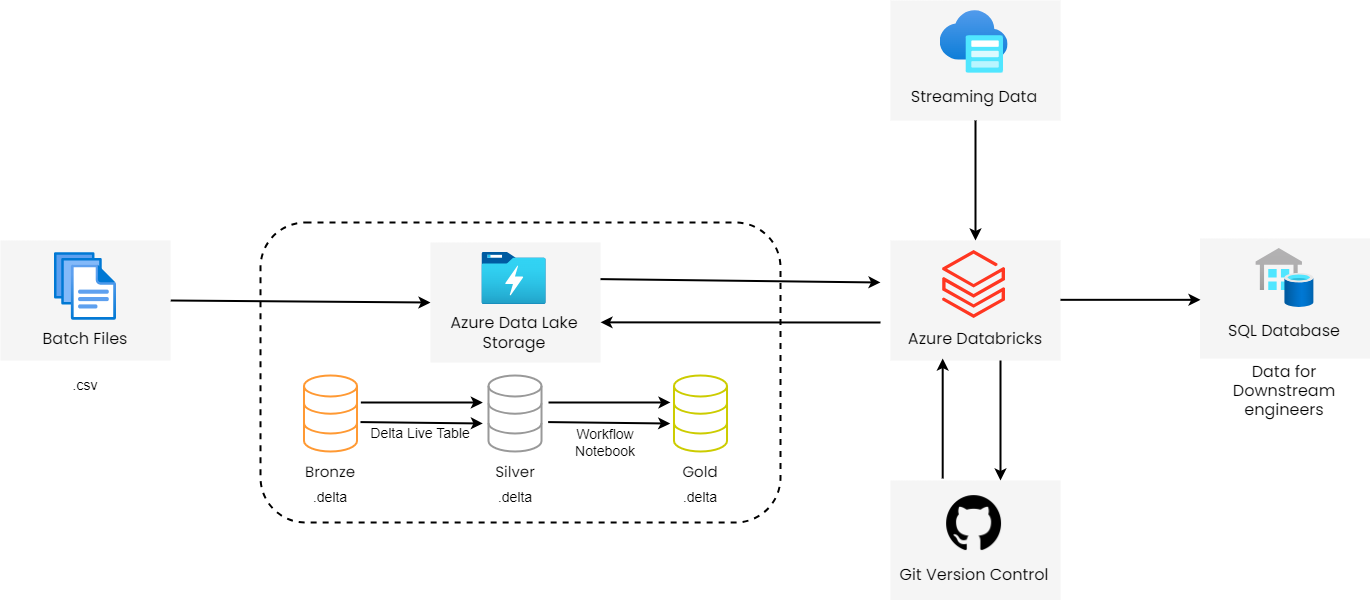 Streaming Data
Batch Files
.csv
Azure Data Lake
Storage
Azure Databricks
SQL Database
Data for
Downstream
engineers
Delta Live Table
Workflow
Notebook
Bronze
Silver
Gold
.delta
.delta
.delta
Git Version Control